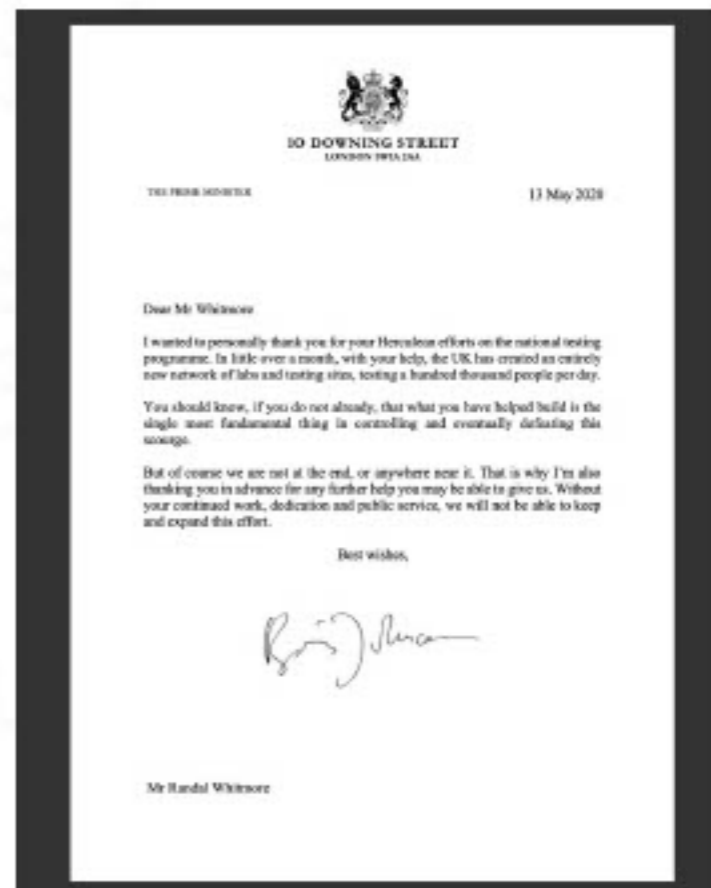 10 DOWNING STREET
LONDON SW1A 2AA
THE PRIME MINISTER
13 May 2020
Dear Mr Whitmore
I wanted to personally thank you for your Herculean efforts on the national testing
programme. In little over a month, with your help, the UK has created an entirely
new network of labs and testing sites, testing a hundred thousand people per day.
You should know, if you do not already, that what you have helped build is the
single most fundamental thing in controlling and eventually defeating this
scourge.
But of course we are not at the end, or anywhere near it. That is why I'm also
thanking you in advance for any further help you may be able to give us. Without
your continued work, dedication and public service, we will not be able to keep
and expand this effort.
Best wishes,
Boris Johnson
Mr Randal Whitmore